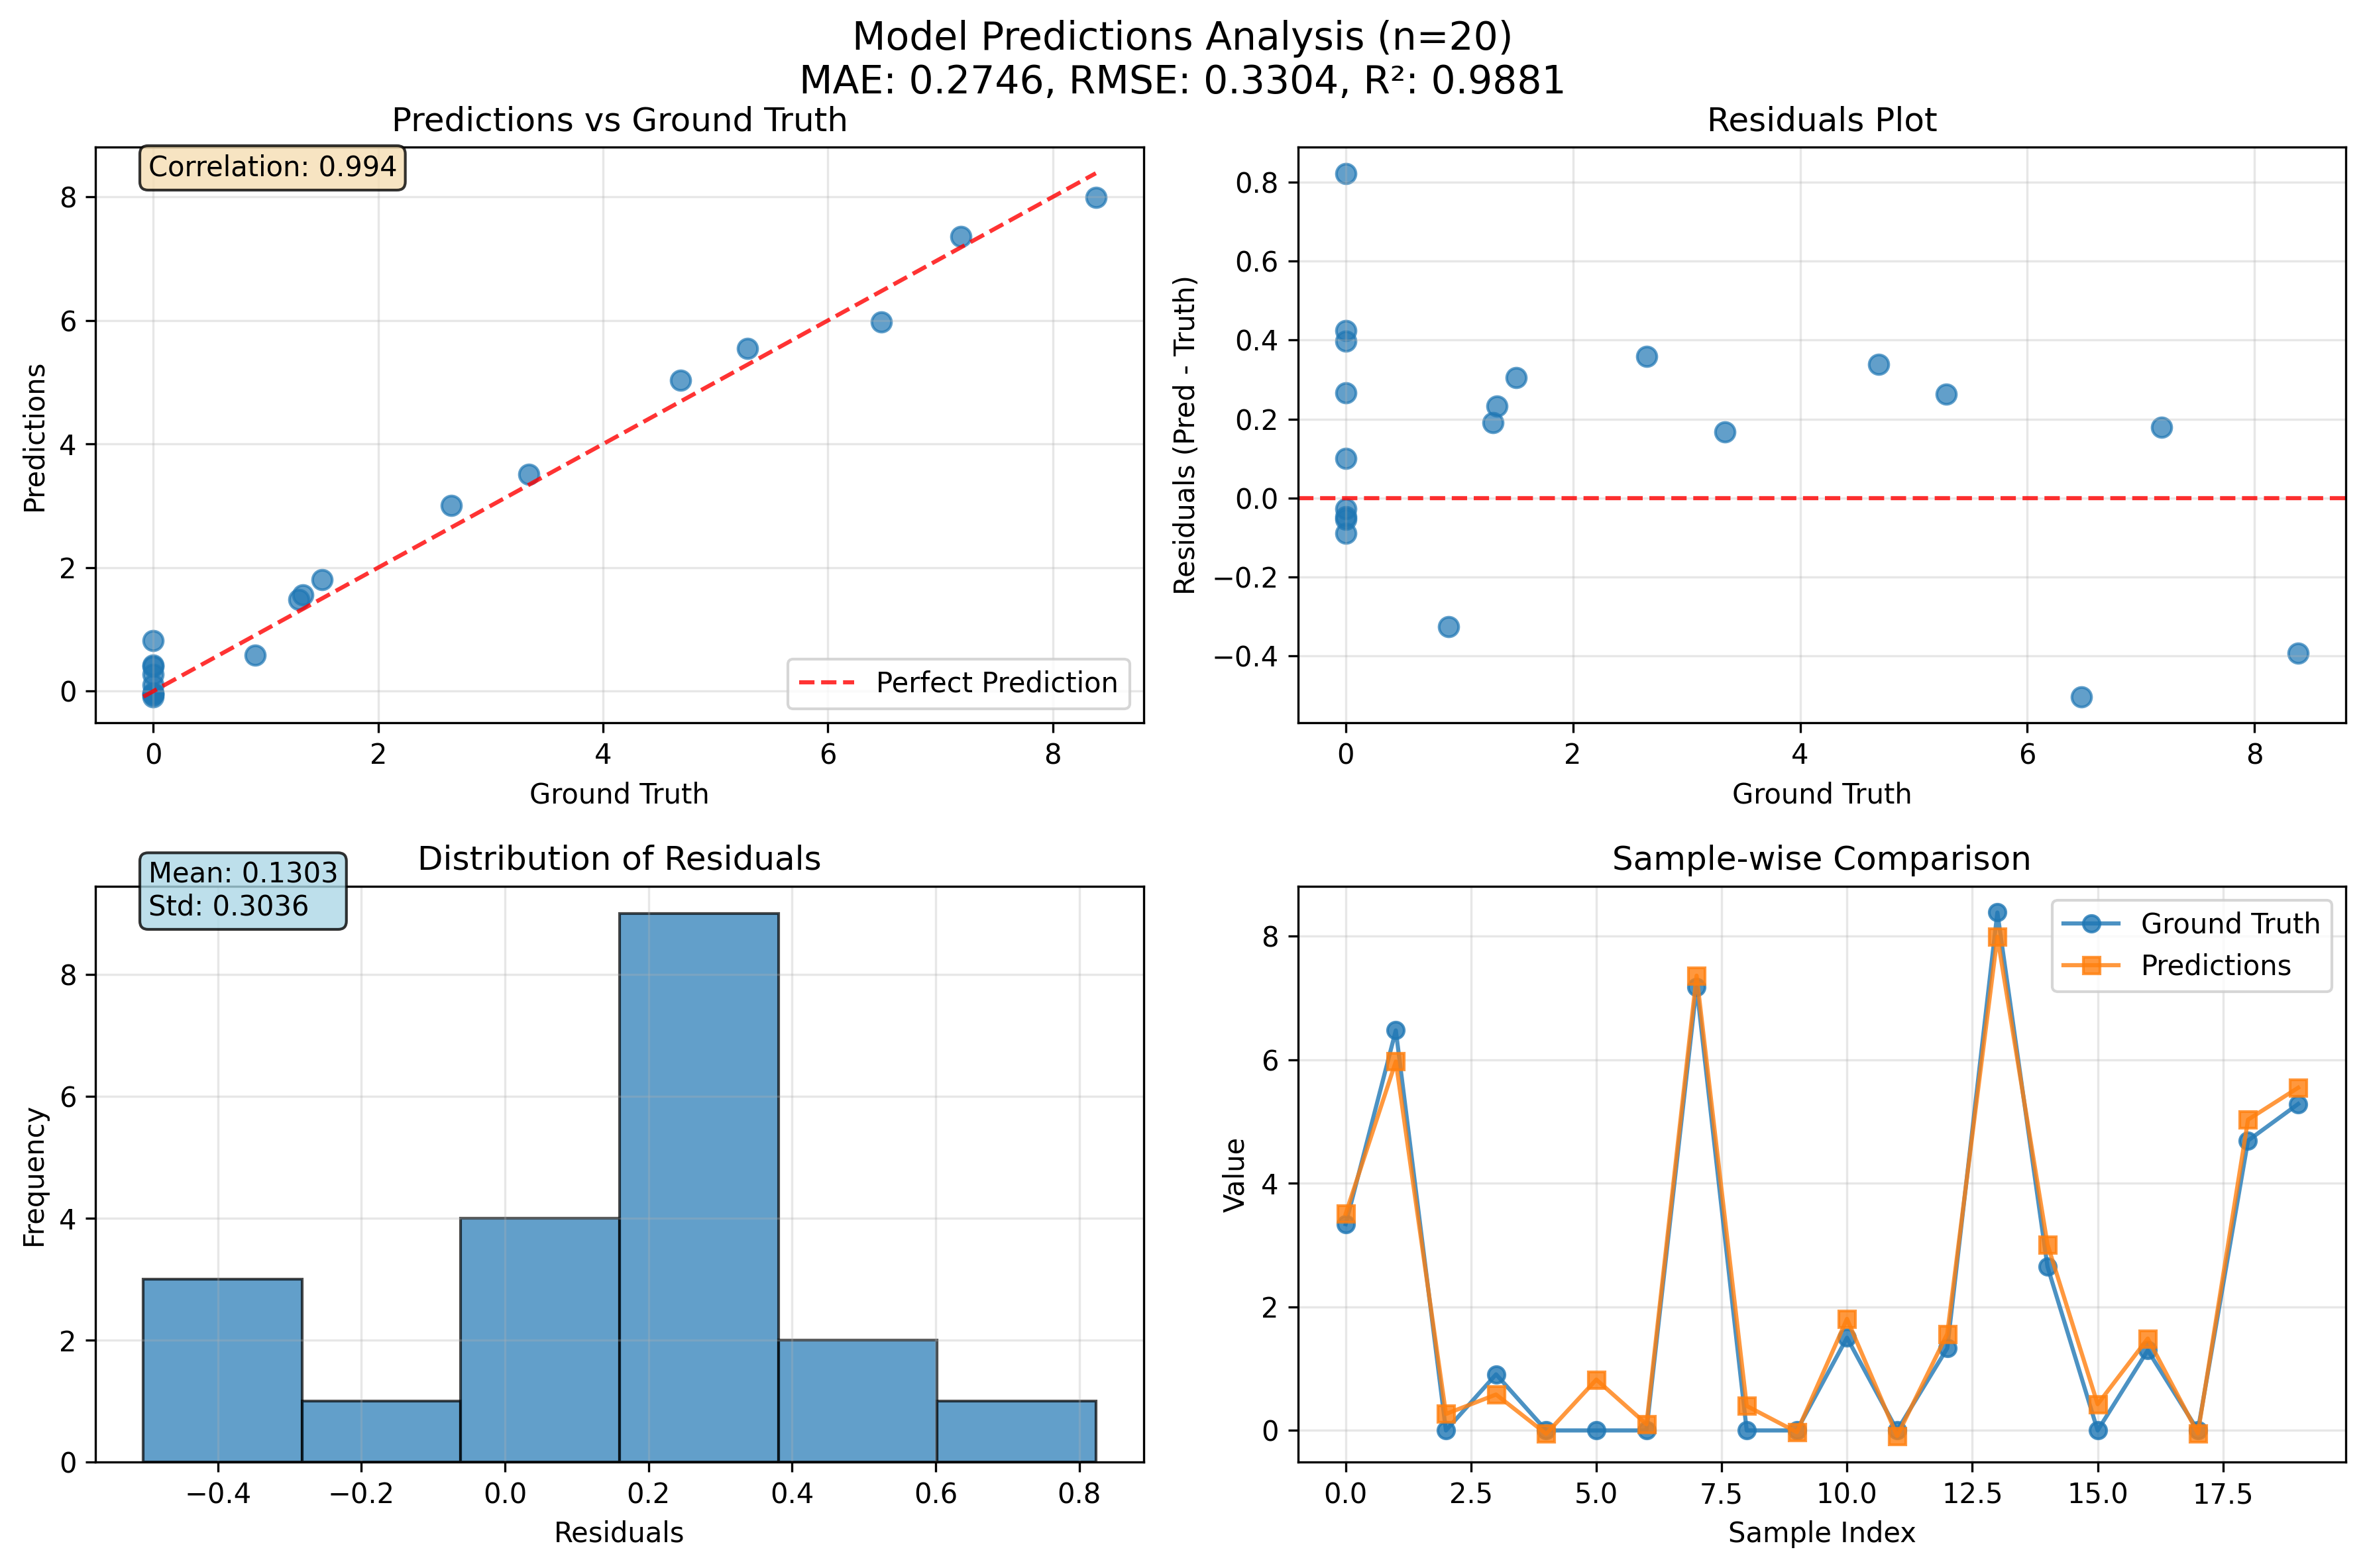 Model Predictions Analysis (n=20)
MAE: 0.2746, RMSE: 0.3304, R²: 0.9881
Predictions vs Ground Truth
Correlation: 0.994
8
6
4
2
0
Predictions
Perfect Prediction
0 2 4 6 8
Ground Truth
Residuals Plot
0.8
0.6
0.4
0.2
0.0
−0.2
−0.4
Residuals (Pred - Truth)
0 2 4 6 8
Ground Truth
Distribution of Residuals
Mean: 0.1303
Std: 0.3036
8
6
4
2
0
Frequency
−0.4 −0.2 0.0 0.2 0.4 0.6 0.8
Residuals
Sample-wise Comparison
Ground Truth
Predictions
8
6
4
2
0
Value
0.0 2.5 5.0 7.5 10.0 12.5 15.0 17.5
Sample Index